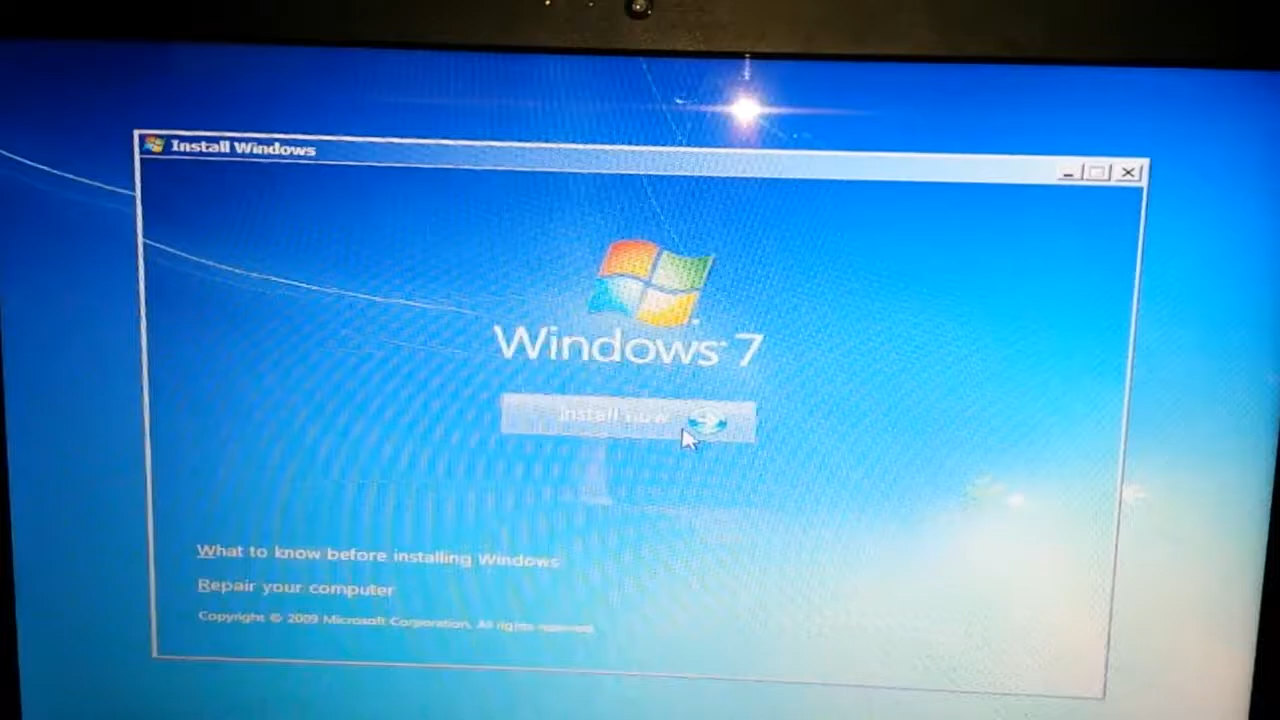 Install Windows
Windows 7
Install now
What to know before installing Windows
Repair your computer
Copyright © 2009 Microsoft Corporation. All rights reserved.